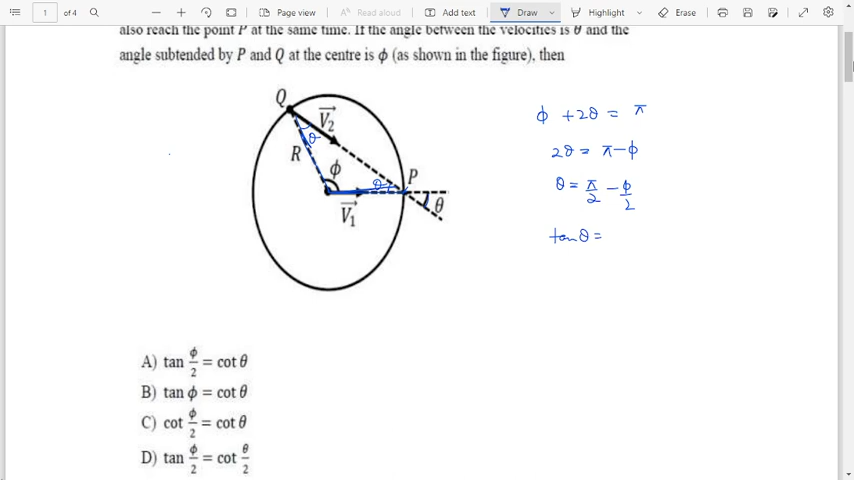 1 of 4 Page view Read aloud Add text Draw Highlight Erase
also reach the point P at the same time. If the angle between the velocities is θ and the
angle subtended by P and Q at the centre is ϕ (as shown in the figure), then
Q
V₂
θ
R
ϕ
θ
P
V₁
θ
ϕ + 2θ = π
2θ = π – ϕ
θ = π/2 – ϕ/2
tanθ =
A) tan ϕ/2 = cot θ
B) tan ϕ = cot θ
C) cot ϕ/2 = cot θ
D) tan ϕ/2 = cot θ/2